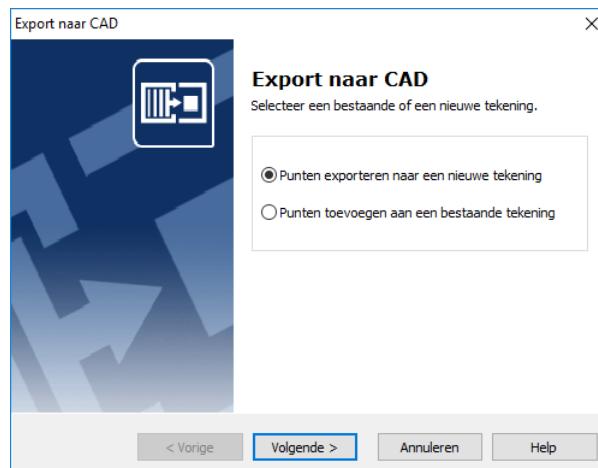 Export naar CAD
Export naar CAD
Selecteer een bestaande of een nieuwe tekening.
Punten exporteren naar een nieuwe tekening
Punten toevoegen aan een bestaande tekening
< Vorige
Volgende >
Annuleren
Help